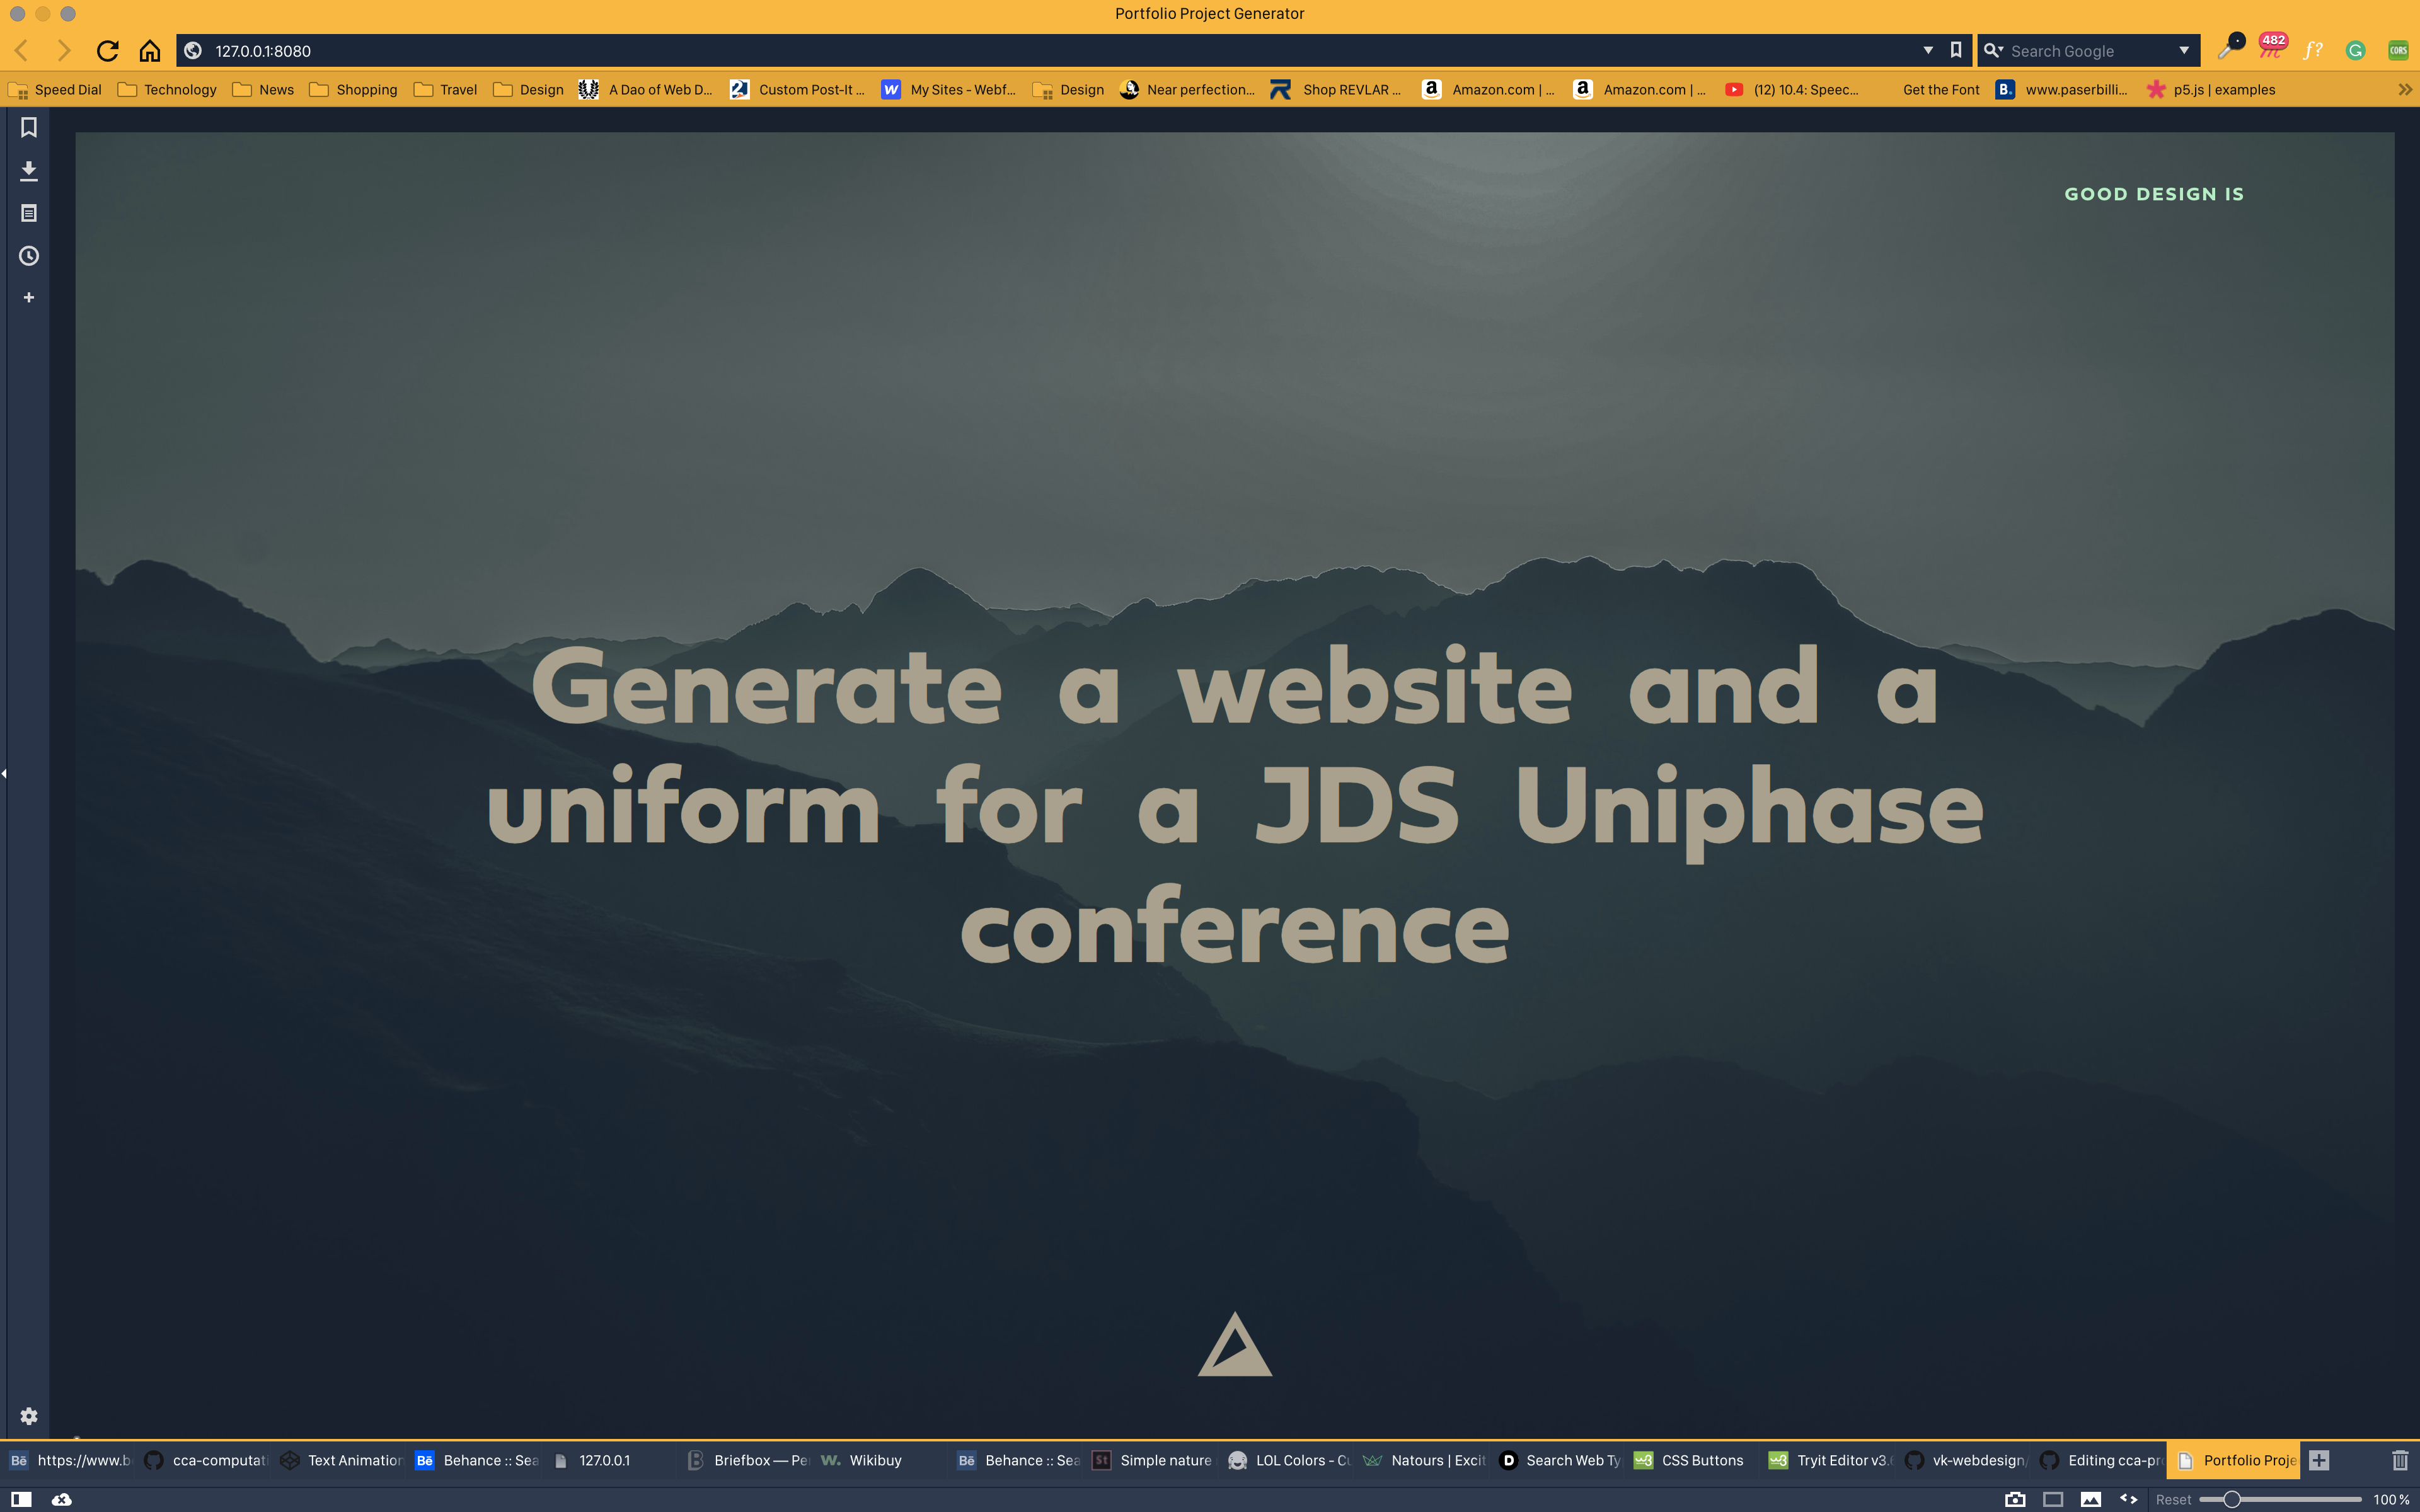 Portfolio Project Generator
127.0.0.1:8080
Search Google
482
f?
CORS
Speed Dial Technology News Shopping Travel Design A Dao of Web D... Custom Post-It ... My Sites - Webf... Design Near perfection... Shop REVLAR ... Amazon.com | ... Amazon.com | ... (12) 10.4: Speec... Get the Font www.paserbilli... p5.js | examples
GOOD DESIGN IS
Generate a website and a
uniform for a JDS Uniphase
conference
https://www.b cca-computati Text Animation Behance :: Sea 127.0.0.1 Briefbox — Pe Wikibuy Behance :: Sea Simple nature LOL Colors - Cu Natours | Excit Search Web Ty CSS Buttons Tryit Editor v3. vk-webdesign/ Editing cca-pr Portfolio Proje
Reset 100 %